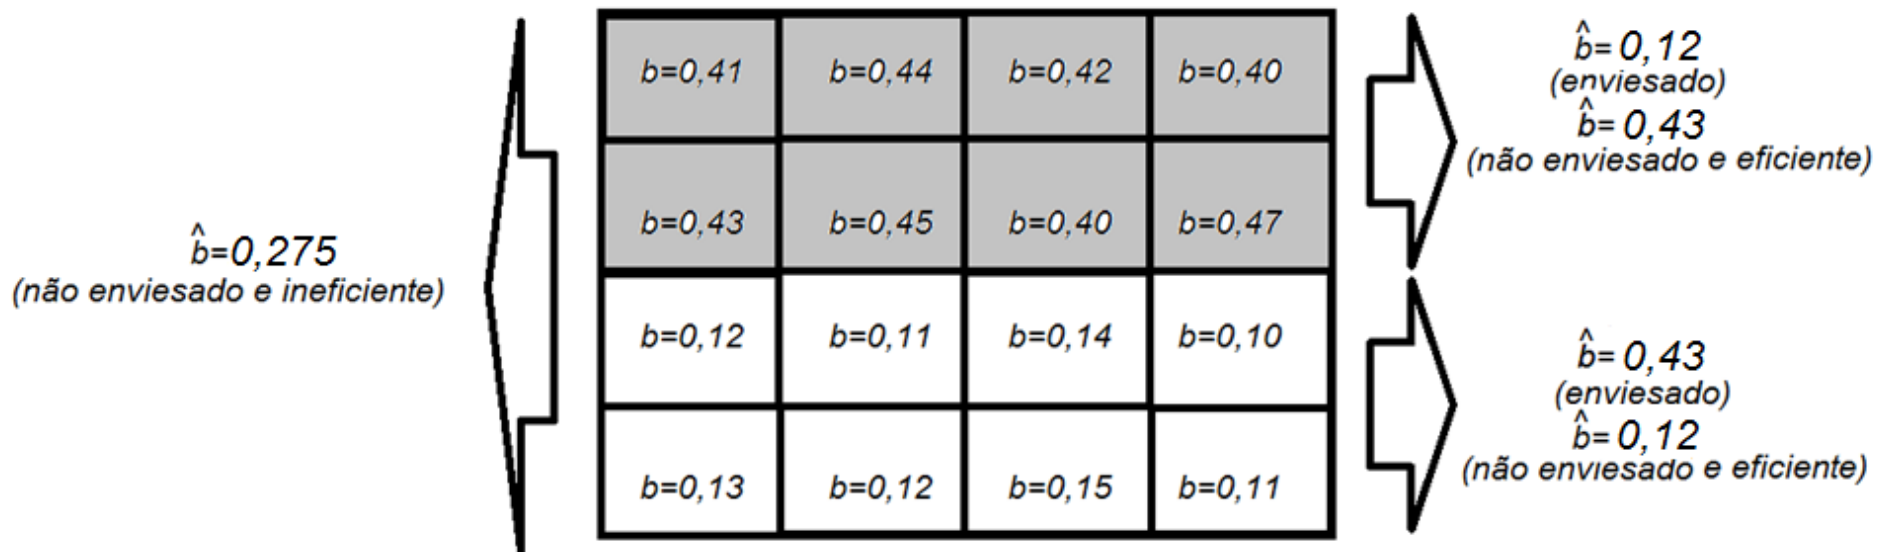 b̂=0,275
(não enviesado e ineficiente)
b=0,41 b=0,44 b=0,42 b=0,40
b=0,43 b=0,45 b=0,40 b=0,47
b=0,12 b=0,11 b=0,14 b=0,10
b=0,13 b=0,12 b=0,15 b=0,11
b̂=0,12
(enviesado)
b̂=0,43
(não enviesado e eficiente)
b̂=0,43
(enviesado)
b̂=0,12
(não enviesado e eficiente)